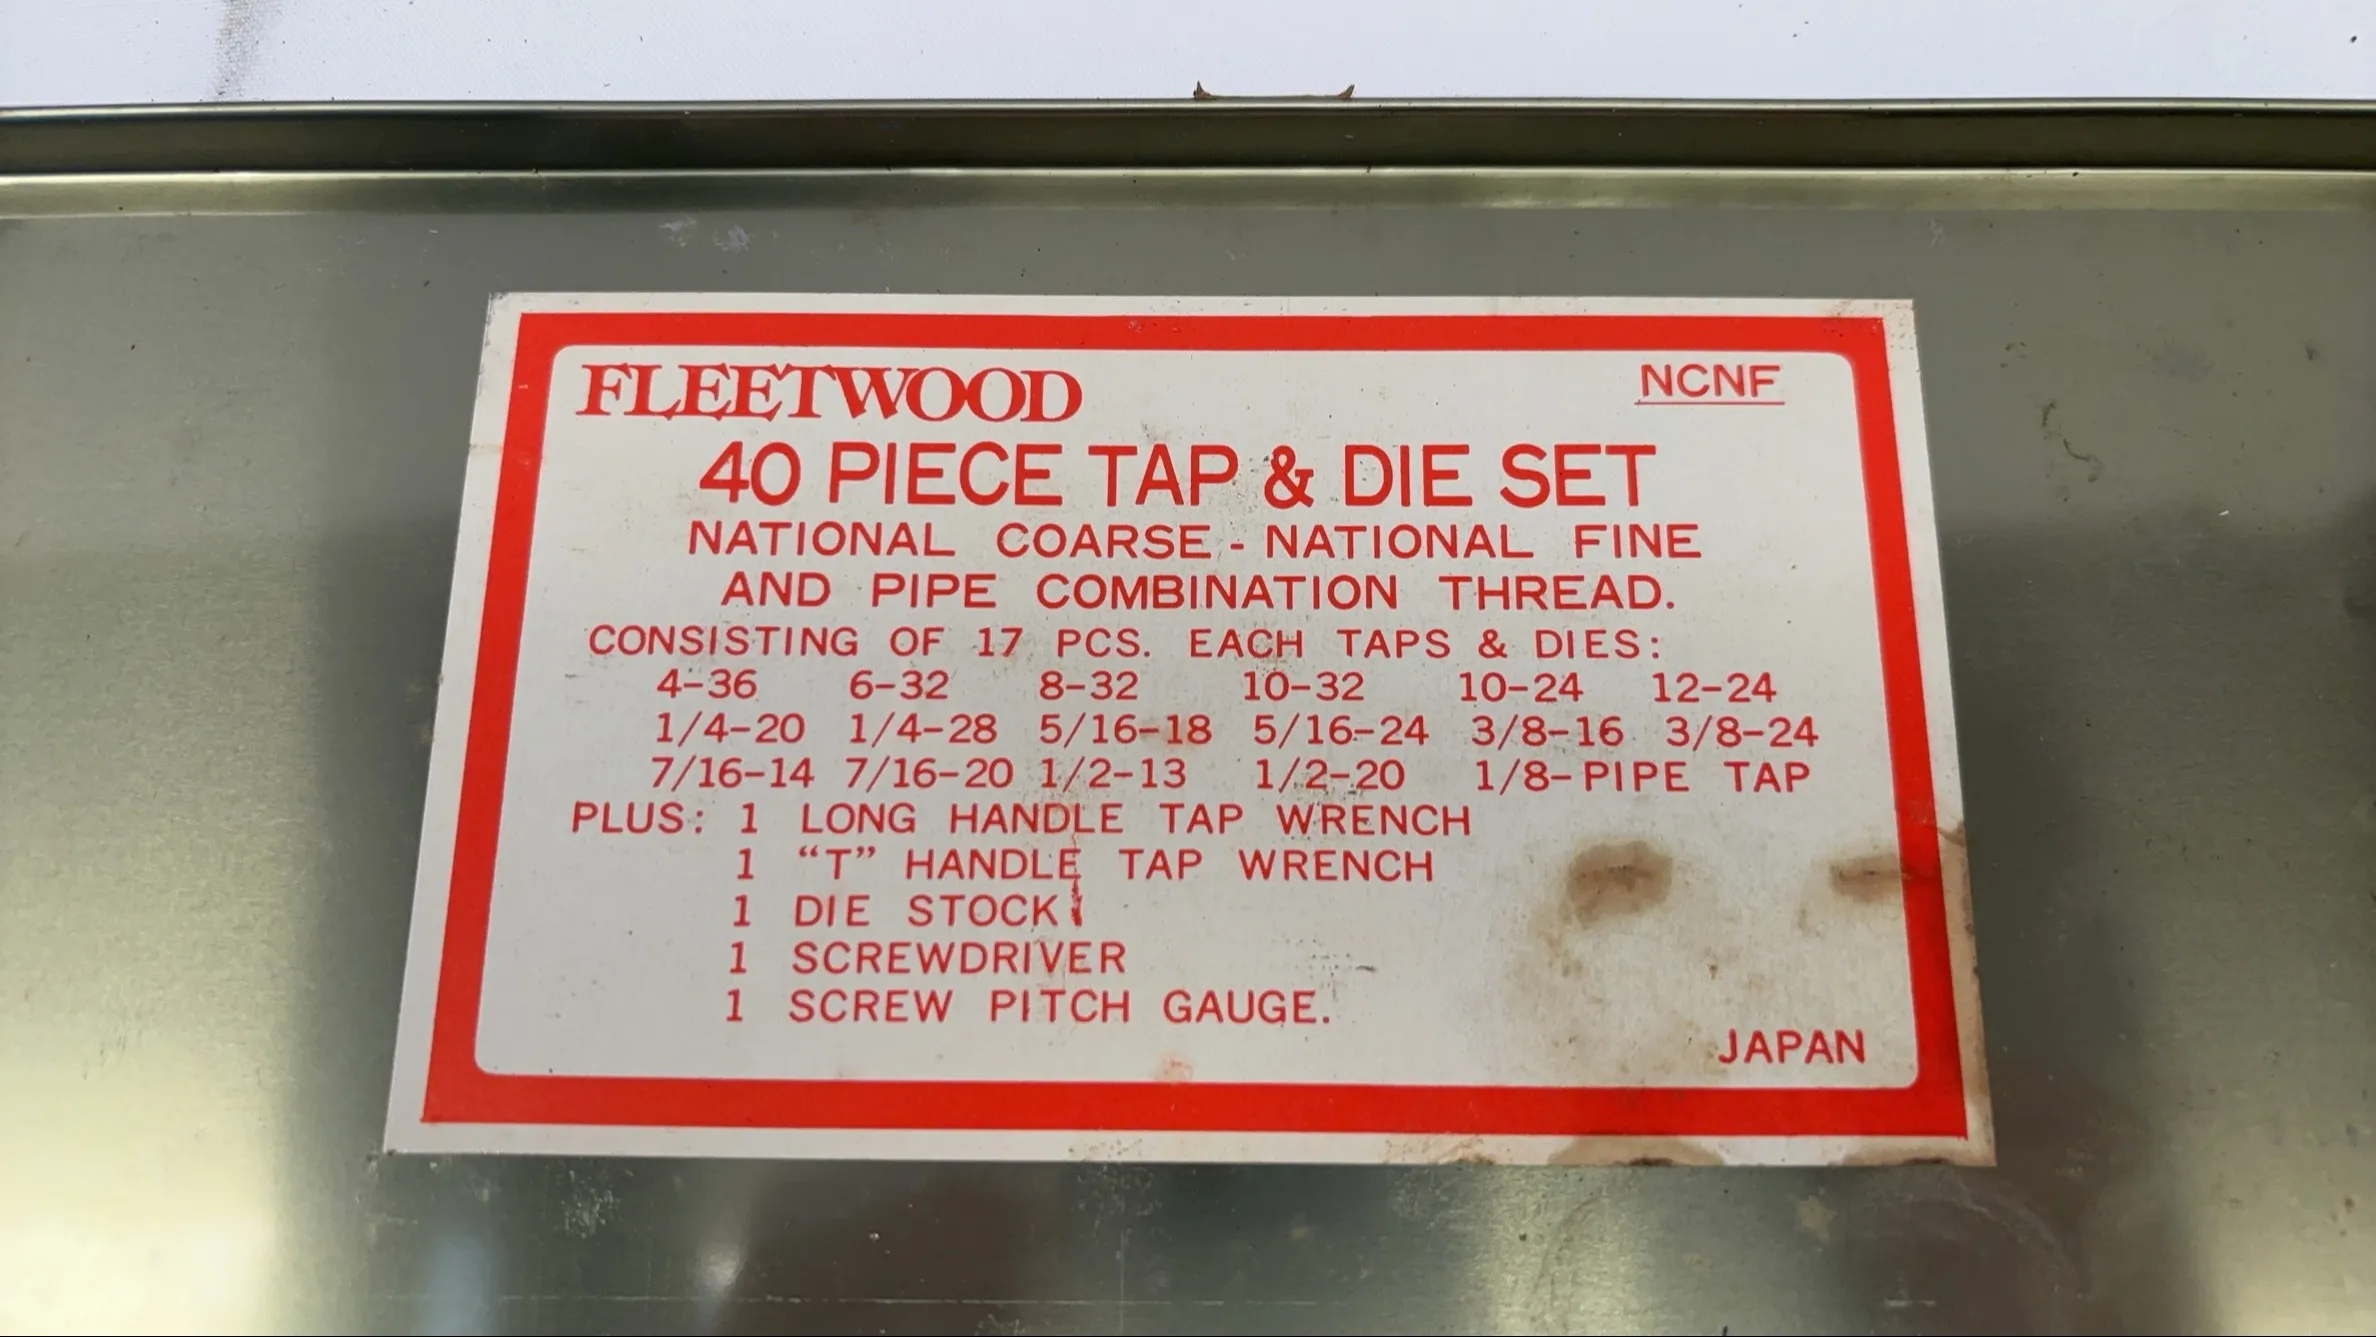 FLEETWOOD NCNF
40 PIECE TAP & DIE SET
NATIONAL COARSE - NATIONAL FINE
AND PIPE COMBINATION THREAD.
CONSISTING OF 17 PCS. EACH TAPS & DIES:
4-36 6-32 8-32 10-32 10-24 12-24
1/4-20 1/4-28 5/16-18 5/16-24 3/8-16 3/8-24
7/16-14 7/16-20 1/2-13 1/2-20 1/8-PIPE TAP
PLUS: 1 LONG HANDLE TAP WRENCH
1 “T” HANDLE TAP WRENCH
1 DIE STOCK
1 SCREWDRIVER
1 SCREW PITCH GAUGE.
JAPAN